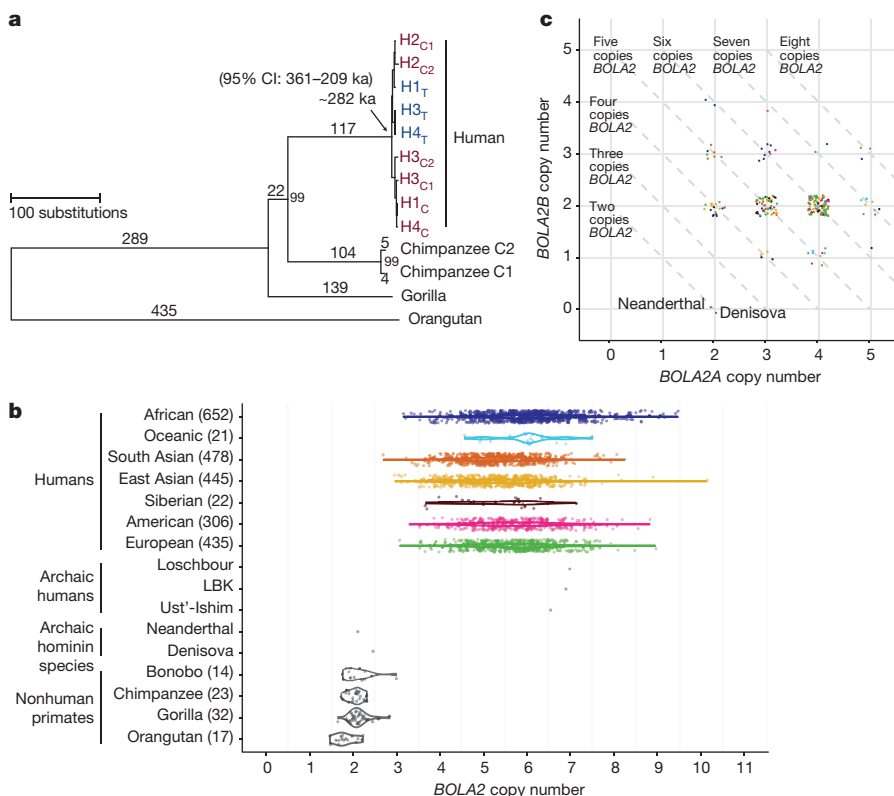 a
H2C1
H2C2
(95% CI: 361–209 ka)
H1T
~282 ka
H3T
117
H4T
Human
H3C2
H3C1
22
99
H1C
100 substitutions
H4C
289
104
5
Chimpanzee C2
99
4
Chimpanzee C1
139
Gorilla
435
Orangutan
c
BOLA2B copy number
5
4
3
2
1
0
Five
copies
BOLA2
Six
copies
BOLA2
Seven
copies
BOLA2
Eight
copies
BOLA2
Four
copies
BOLA2
Three
copies
BOLA2
Two
copies
BOLA2
Neanderthal
Denisova
0 1 2 3 4 5
BOLA2A copy number
b
Humans
African (652)
Oceanic (21)
South Asian (478)
East Asian (445)
Siberian (22)
American (306)
European (435)
Archaic
humans
Loschbour
LBK
Ust'-Ishim
Archaic
hominin
species
Neanderthal
Denisova
Nonhuman
primates
Bonobo (14)
Chimpanzee (23)
Gorilla (32)
Orangutan (17)
0 1 2 3 4 5 6 7 8 9 10 11
BOLA2 copy number